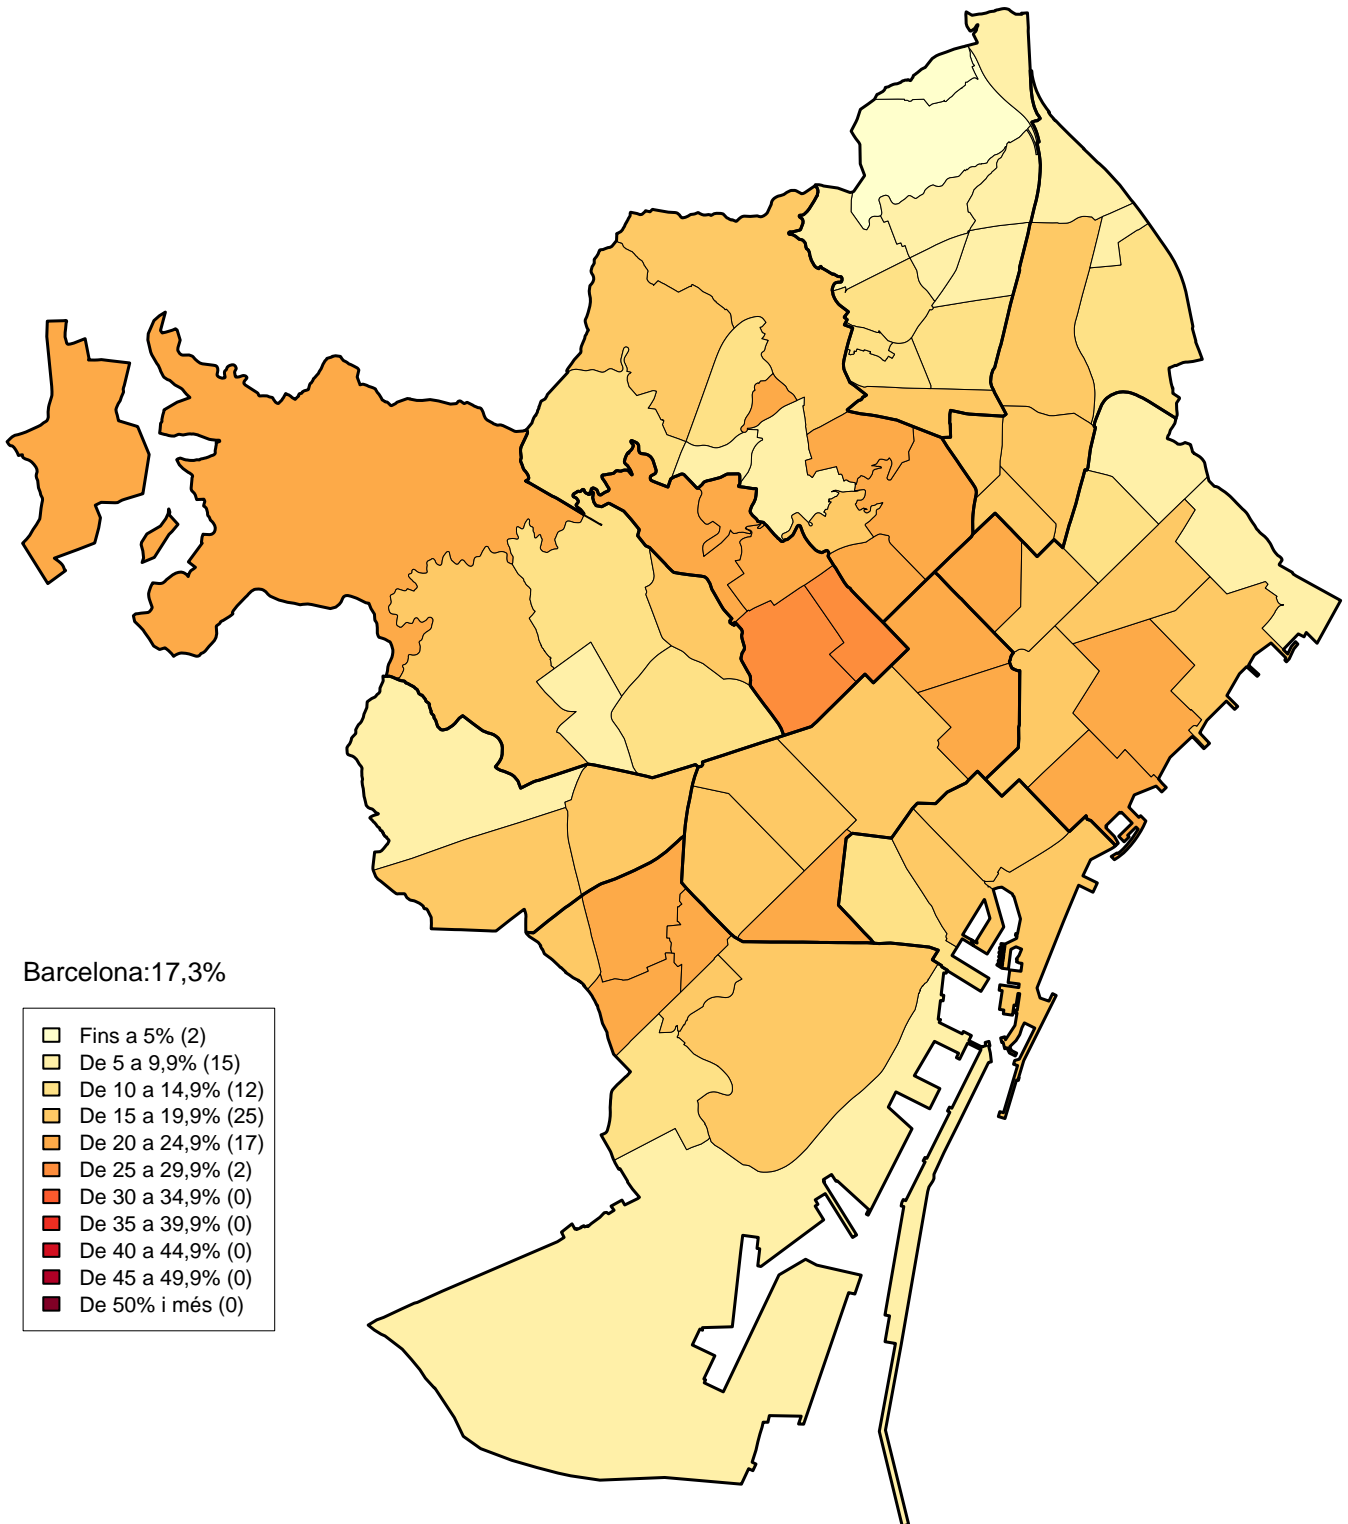 Barcelona:17,3%
Fins a 5% (2)
De 5 a 9,9% (15)
De 10 a 14,9% (12)
De 15 a 19,9% (25)
De 20 a 24,9% (17)
De 25 a 29,9% (2)
De 30 a 34,9% (0)
De 35 a 39,9% (0)
De 40 a 44,9% (0)
De 45 a 49,9% (0)
De 50% i més (0)